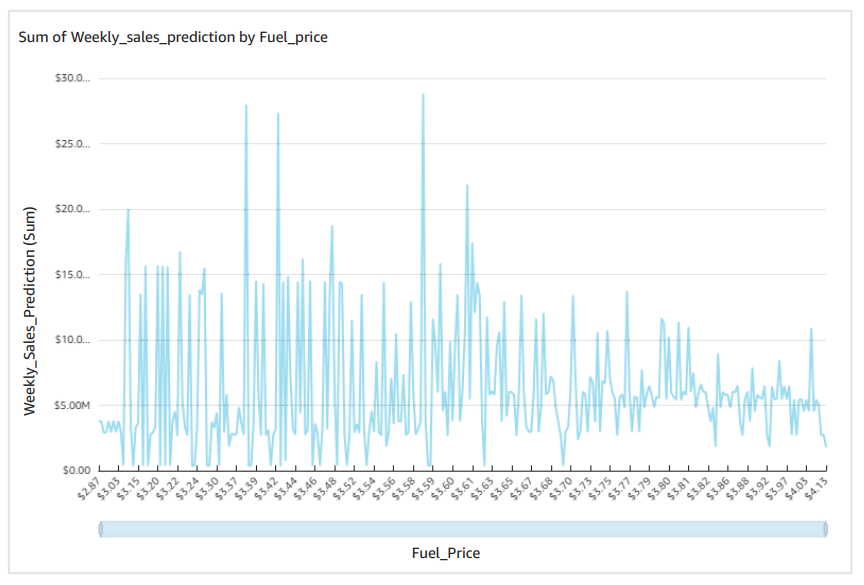 Sum of Weekly_sales_prediction by Fuel_price
$30.0...
$25.0...
$20.0...
$15.0...
$10.0...
$5.00M
$0.00
Weekly_Sales_Prediction (Sum)
$2.87 $3.03 $3.15 $3.20 $3.22 $3.24 $3.30 $3.37 $3.39 $3.42 $3.44 $3.46 $3.48 $3.52 $3.54 $3.56 $3.58 $3.59 $3.60 $3.61 $3.63 $3.65 $3.67 $3.68 $3.70 $3.73 $3.75 $3.77 $3.79 $3.80 $3.81 $3.82 $3.86 $3.88 $3.92 $3.97 $4.03 $4.13
Fuel_Price